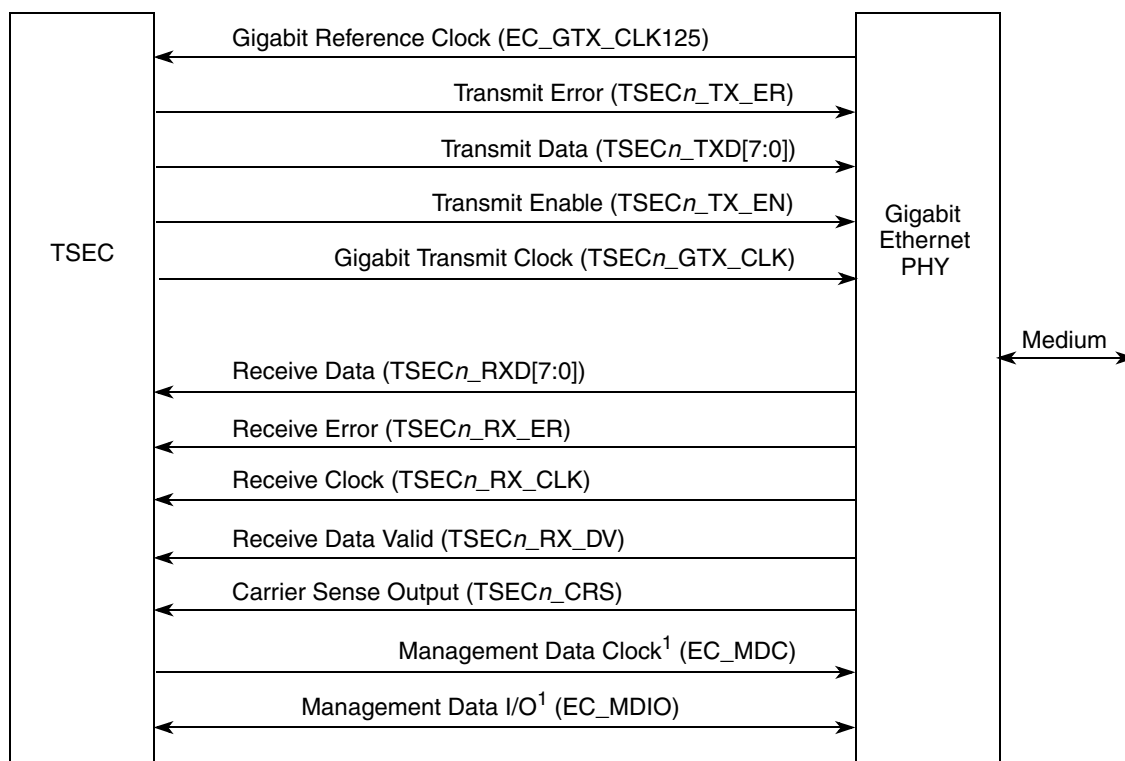 Gigabit Reference Clock (EC_GTX_CLK125)
Transmit Error (TSECn_TX_ER)
Transmit Data (TSECn_TXD[7:0])
Transmit Enable (TSECn_TX_EN)
Gigabit
Ethernet
PHY
TSEC
Gigabit Transmit Clock (TSECn_GTX_CLK)
Medium
Receive Data (TSECn_RXD[7:0])
Receive Error (TSECn_RX_ER)
Receive Clock (TSECn_RX_CLK)
Receive Data Valid (TSECn_RX_DV)
Carrier Sense Output (TSECn_CRS)
Management Data Clock¹ (EC_MDC)
Management Data I/O¹ (EC_MDIO)